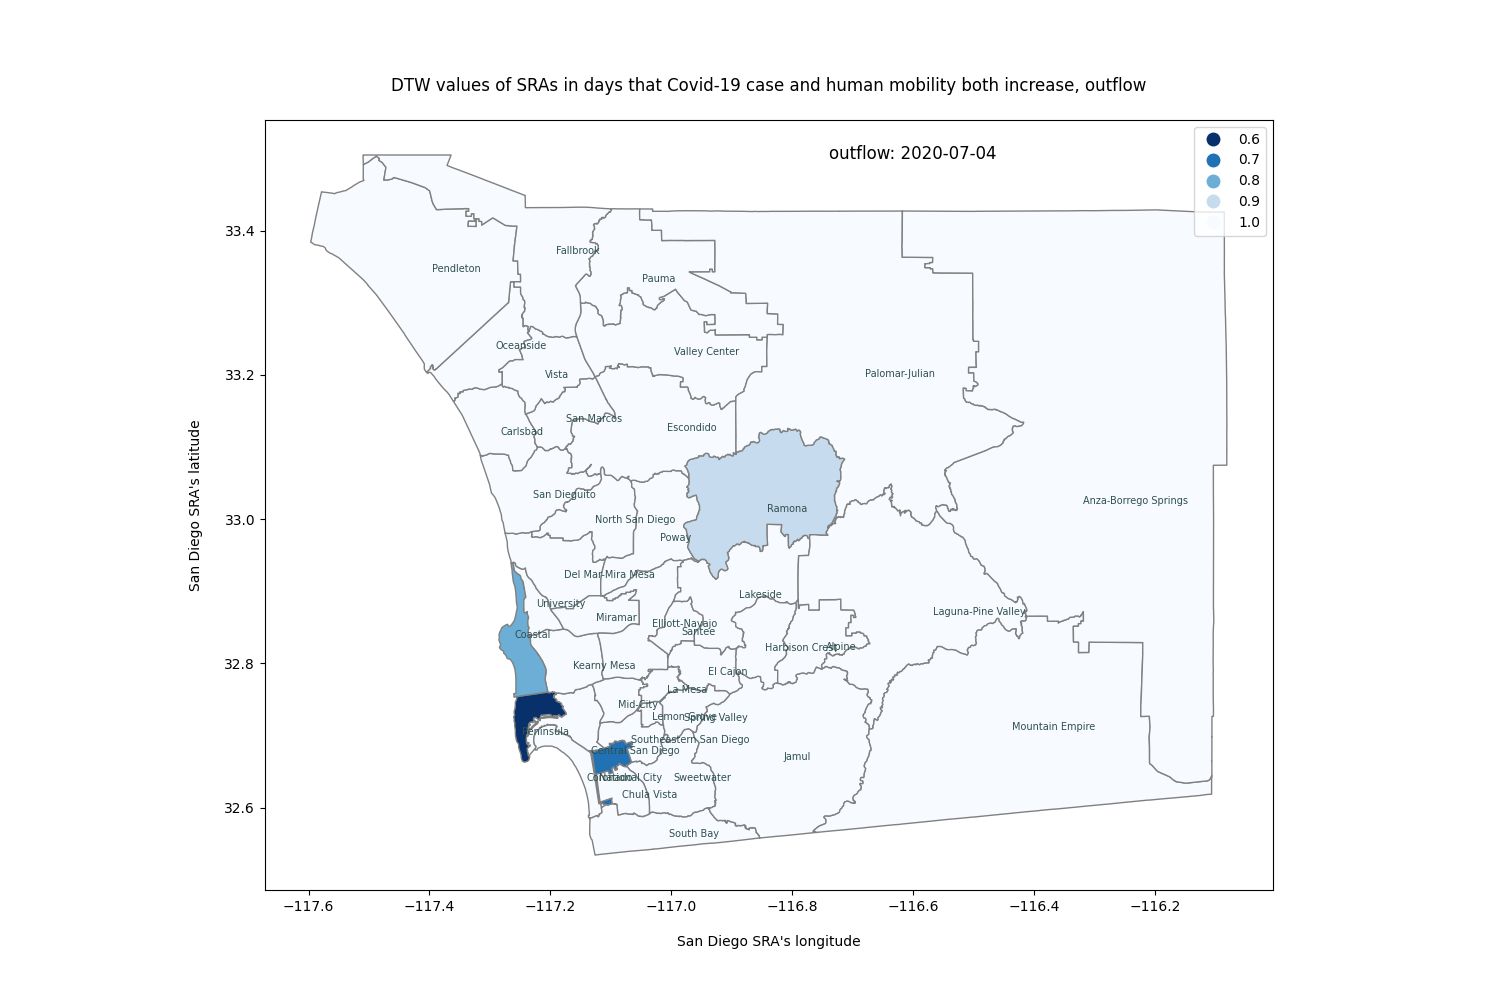 DTW values of SRAs in days that Covid-19 case and human mobility both increase, outflow
outflow: 2020-07-04
0.6
0.7
0.8
0.9
1.0
33.4
33.2
33.0
32.8
32.6
San Diego SRA's latitude
Fallbrook
Pendleton
Pauma
Oceanside
Valley Center
Vista
Palomar-Julian
San Marcos
Carlsbad
Escondido
San Dieguito
Anza-Borrego Springs
Ramona
North San Diego
Poway
Del Mar-Mira Mesa
Lakeside
University
Laguna-Pine Valley
Miramar
Elliott-Navajo
Santee
Coastal
Harbison Crest
Alpine
Kearny Mesa
El Cajon
La Mesa
Mid-City
Lemon Grove
Spring Valley
Mountain Empire
Peninsula
Southeastern San Diego
Central San Diego
Jamul
Coronado
National City
Sweetwater
Chula Vista
South Bay
−117.6
−117.4
−117.2
−117.0
−116.8
−116.6
−116.4
−116.2
San Diego SRA's longitude